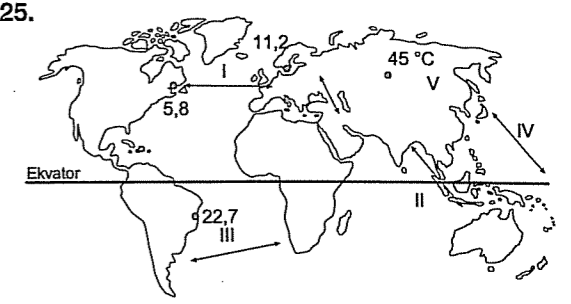 25.
11,2
45 °C
I
V
5,8
IV
Ekvator
II
22,7
III